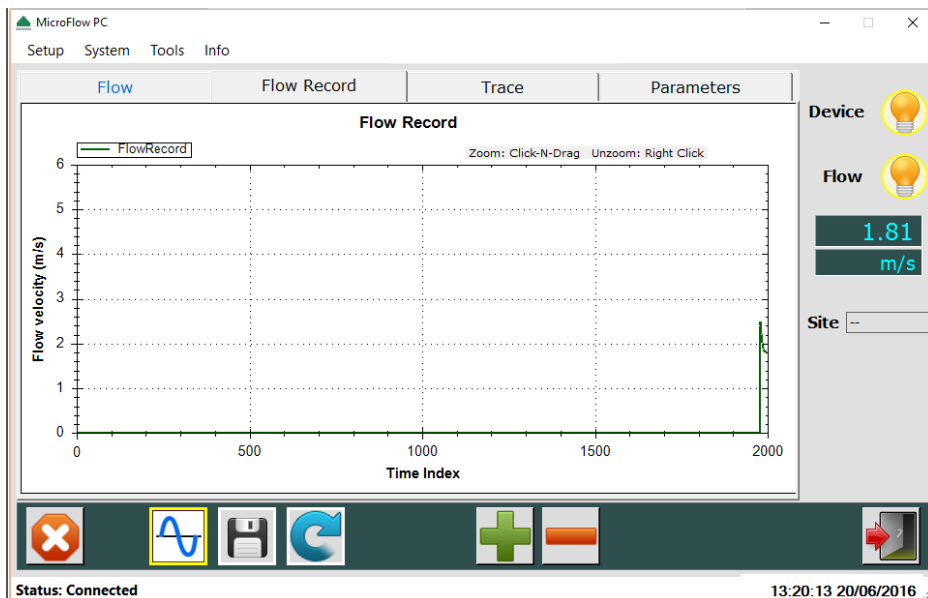 MicroFlow PC
Setup System Tools Info
Flow Flow Record Trace Parameters
Flow Record
FlowRecord
Zoom: Click-N-Drag Unzoom: Right Click
Flow velocity (m/s)
6
5
4
3
2
1
0
0 500 1000 1500 2000
Time Index
Device
Flow
1.81
m/s
Site --
Status: Connected
13:20:13 20/06/2016